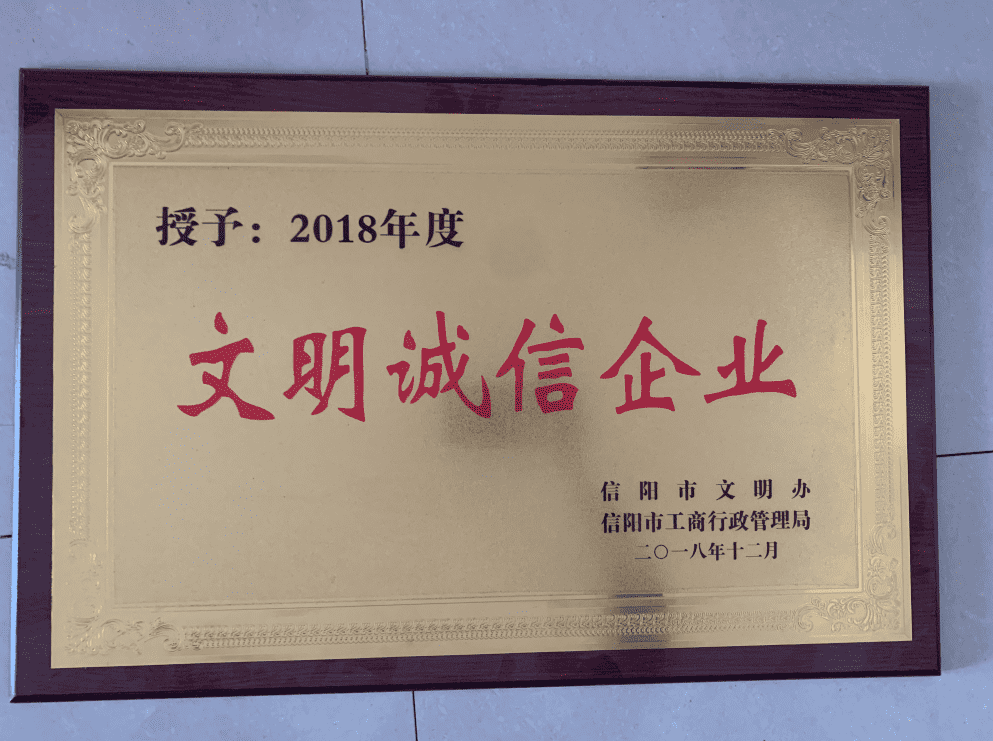 授予：2018年度
文明诚信企业
信阳市文明办
信阳市工商行政管理局
二〇一八年十二月